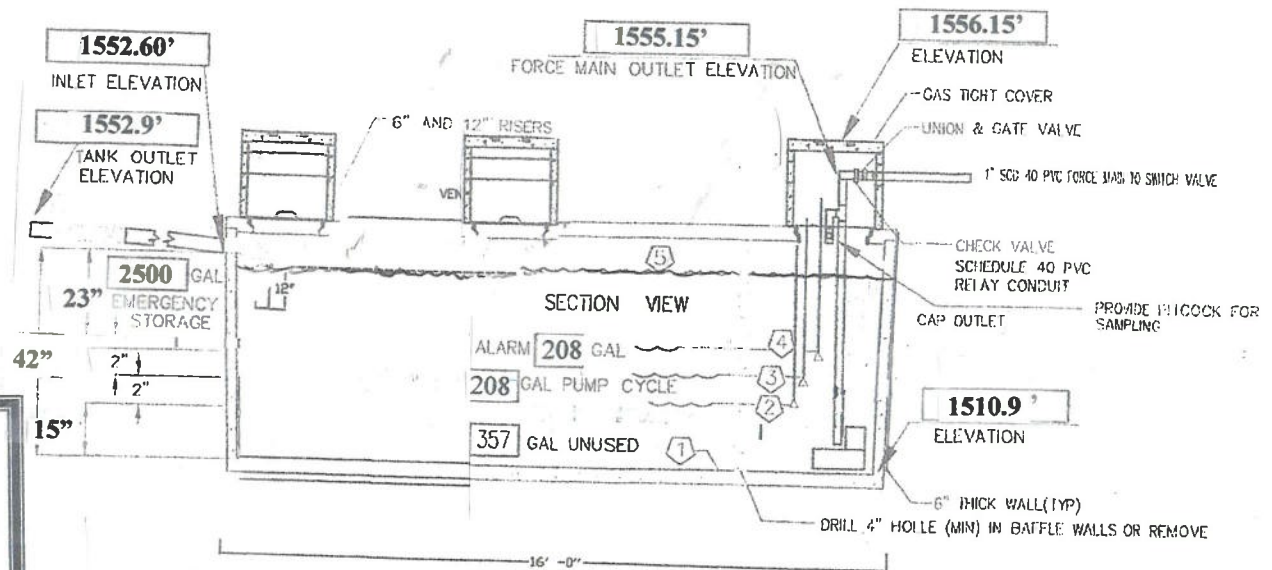 1552.60’
INLET ELEVATION
1555.15’
FORCE MAIN OUTLET ELEVATION
1556.15’
ELEVATION
GAS TIGHT COVER
UNION & GATE VALVE
1552.9’
TANK OUTLET
ELEVATION
6" AND 12" RISERS
1" SCD 40 PVC FORCE MAIN TO SWITCH VALVE
CHECK VALVE
SCHEDULE 40 PVC
RELAY CONDUIT
CAP OUTLET
PROVIDE PITCOCK FOR
SAMPLING
2500 GAL
EMERGENCY
STORAGE
23”
12"
5
SECTION VIEW
42”
2"
2"
15”
ALARM 208 GAL
4
208 GAL PUMP CYCLE
3
2
357 GAL UNUSED
1
1510.9 ’
ELEVATION
6" THICK WALL(TYP)
DRILL 4" HOLLE (MIN) IN BAFFLE WALLS OR REMOVE
16' -0"